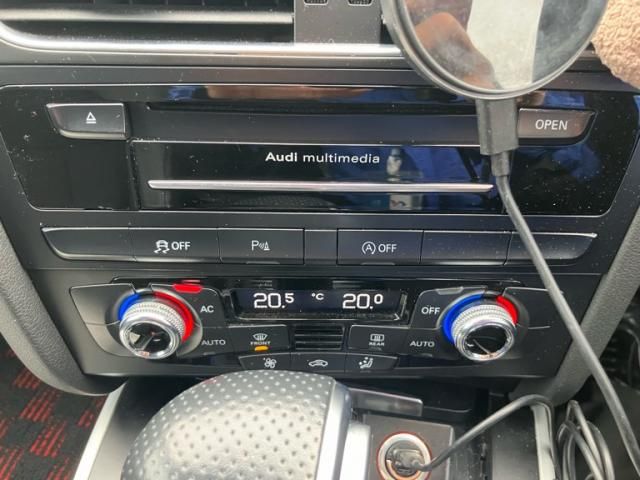 OPEN
Audi multimedia
OFF
P
A OFF
20.5 °C 20.0
AC
OFF
AUTO
FRONT
REAR
AUTO